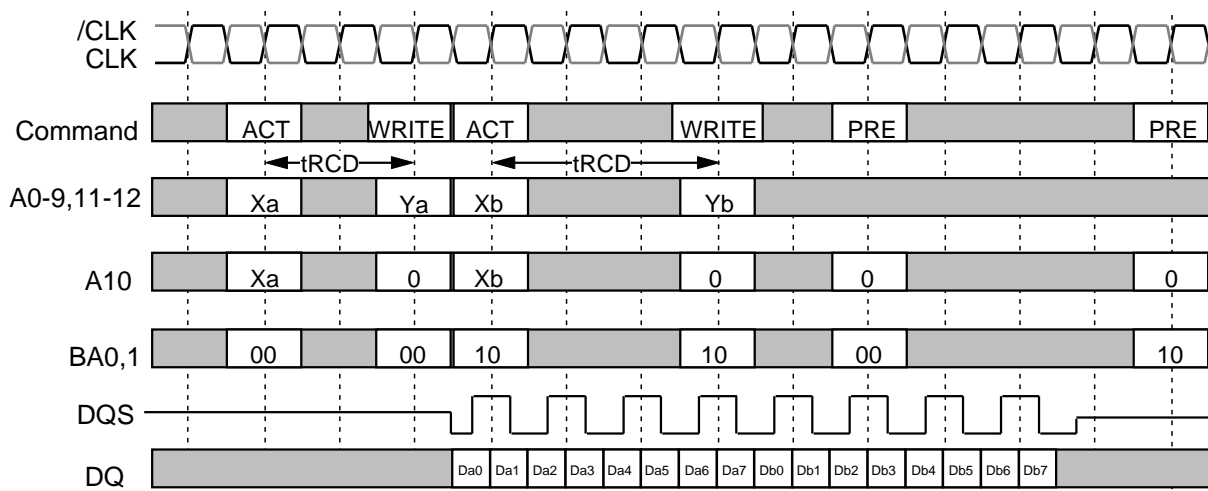 /CLK
CLK
Command ACT WRITE ACT WRITE PRE PRE
tRCD tRCD
A0-9,11-12 Xa Ya Xb Yb
A10 Xa 0 Xb 0 0 0
BA0,1 00 00 10 10 00 10
DQS
DQ Da0 Da1 Da2 Da3 Da4 Da5 Da6 Da7 Db0 Db1 Db2 Db3 Db4 Db5 Db6 Db7